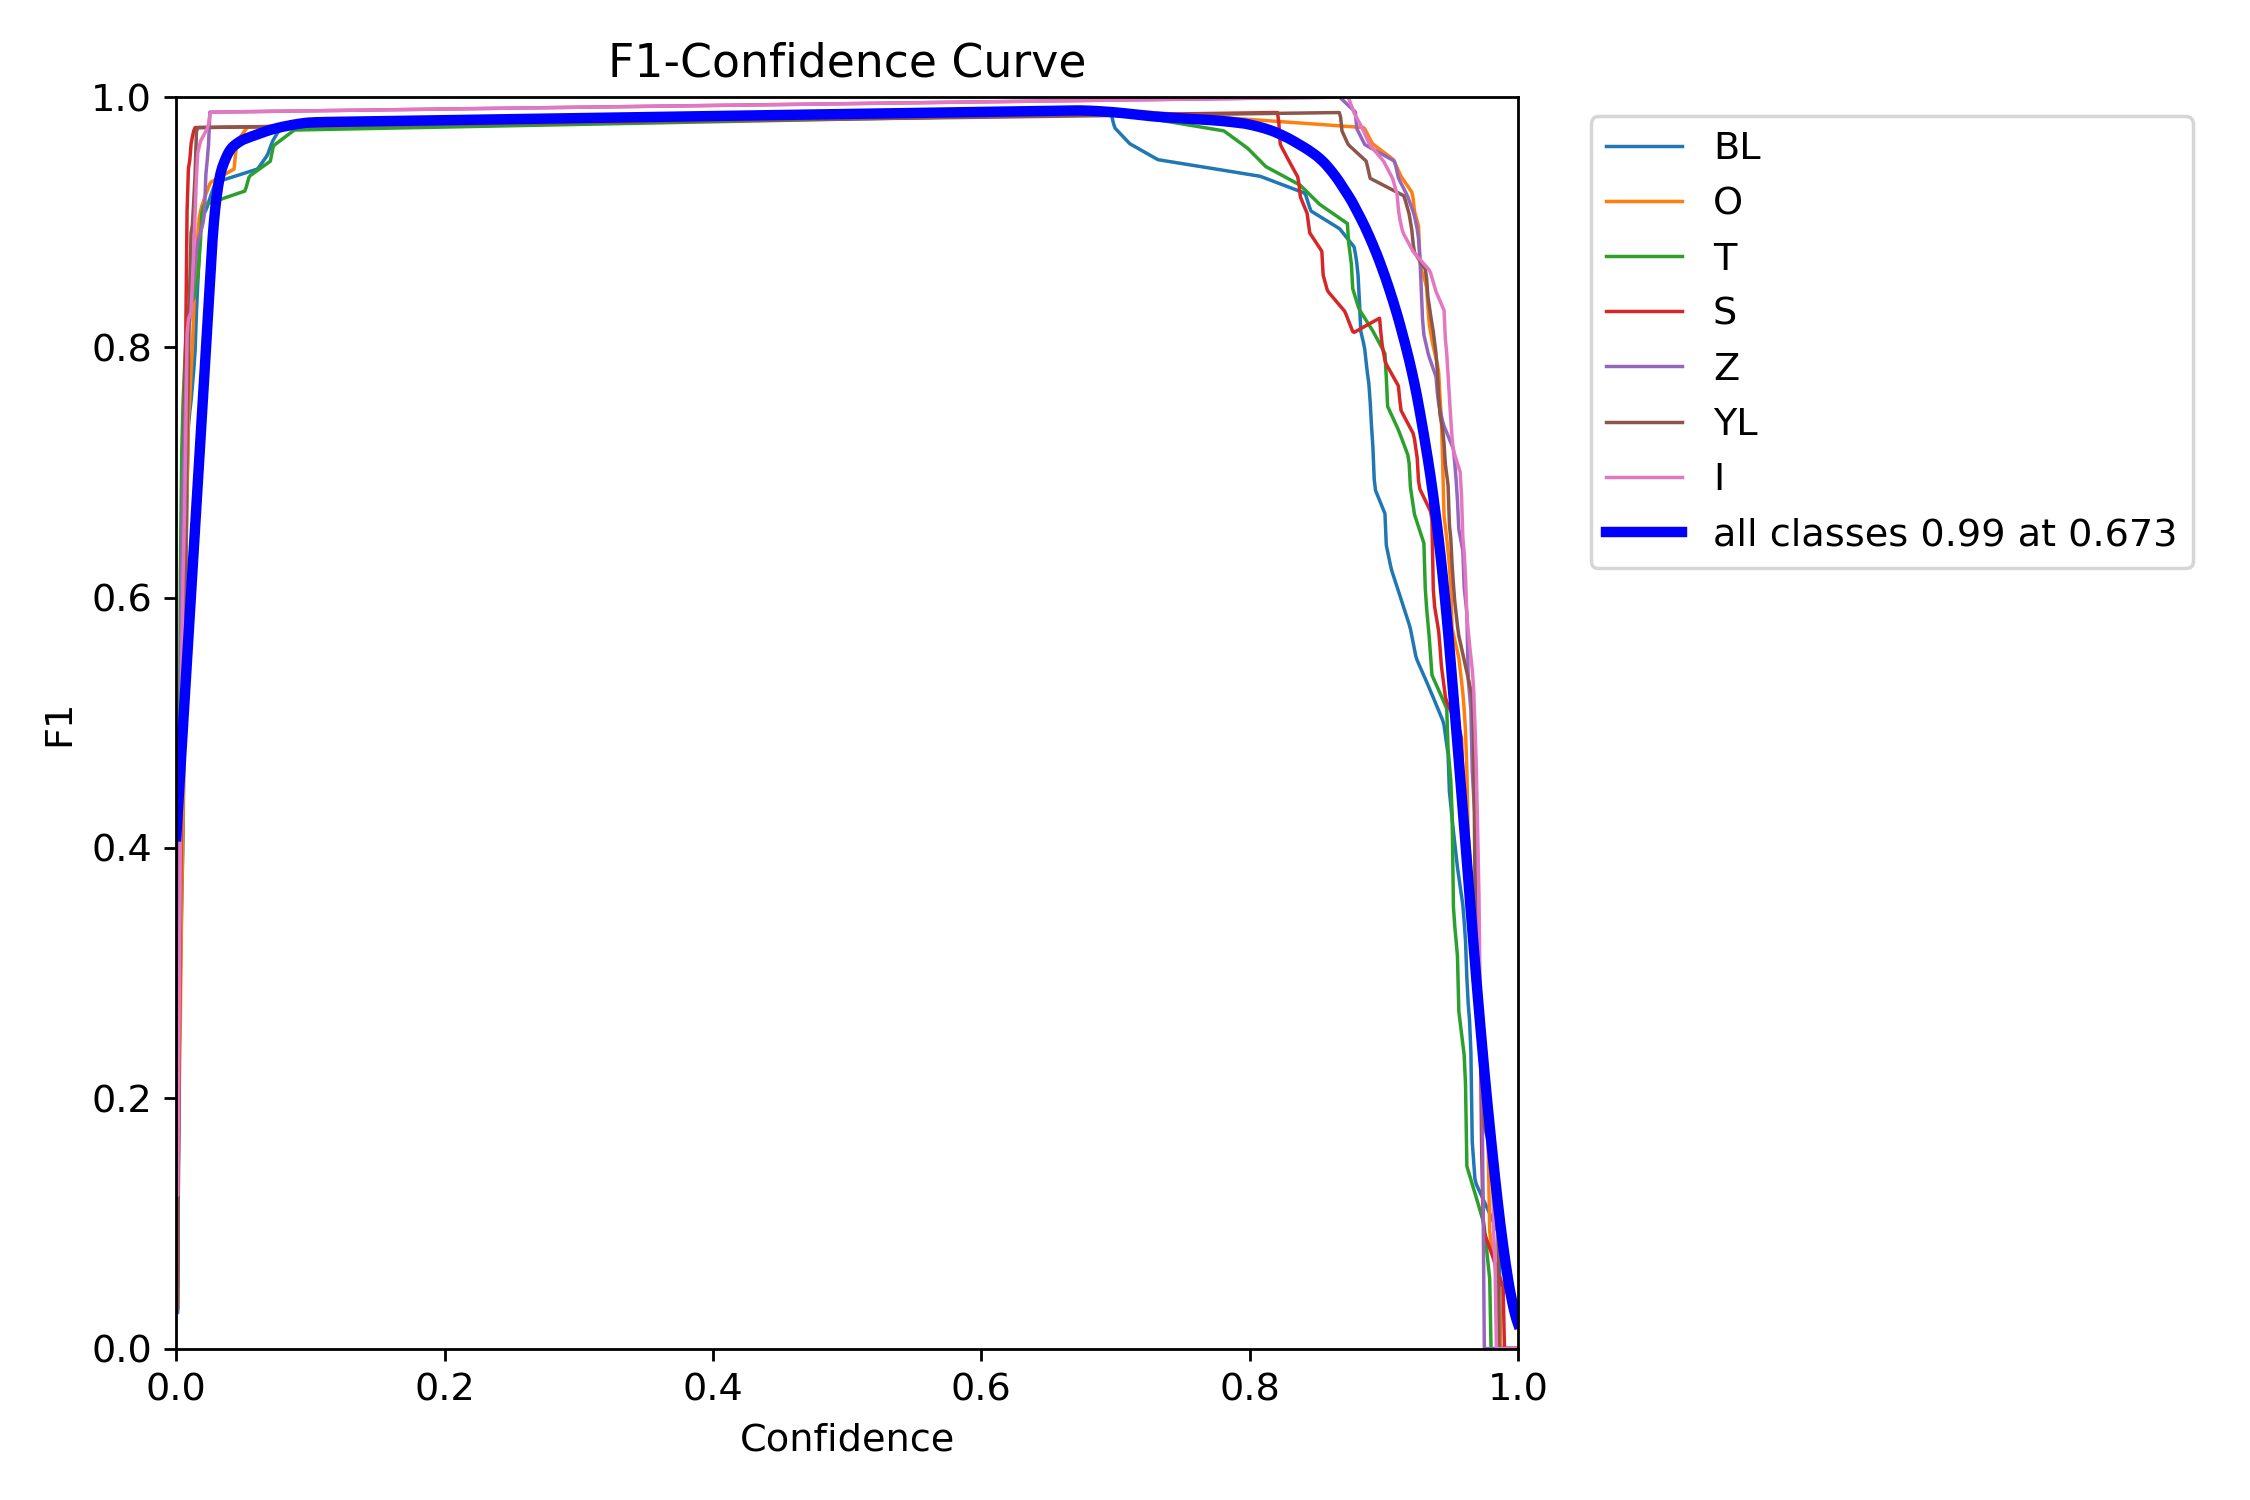 F1-Confidence Curve
1.0
0.8
0.6
0.4
0.2
0.0
F1
0.0 0.2 0.4 0.6 0.8 1.0
Confidence
BL
O
T
S
Z
YL
I
all classes 0.99 at 0.673